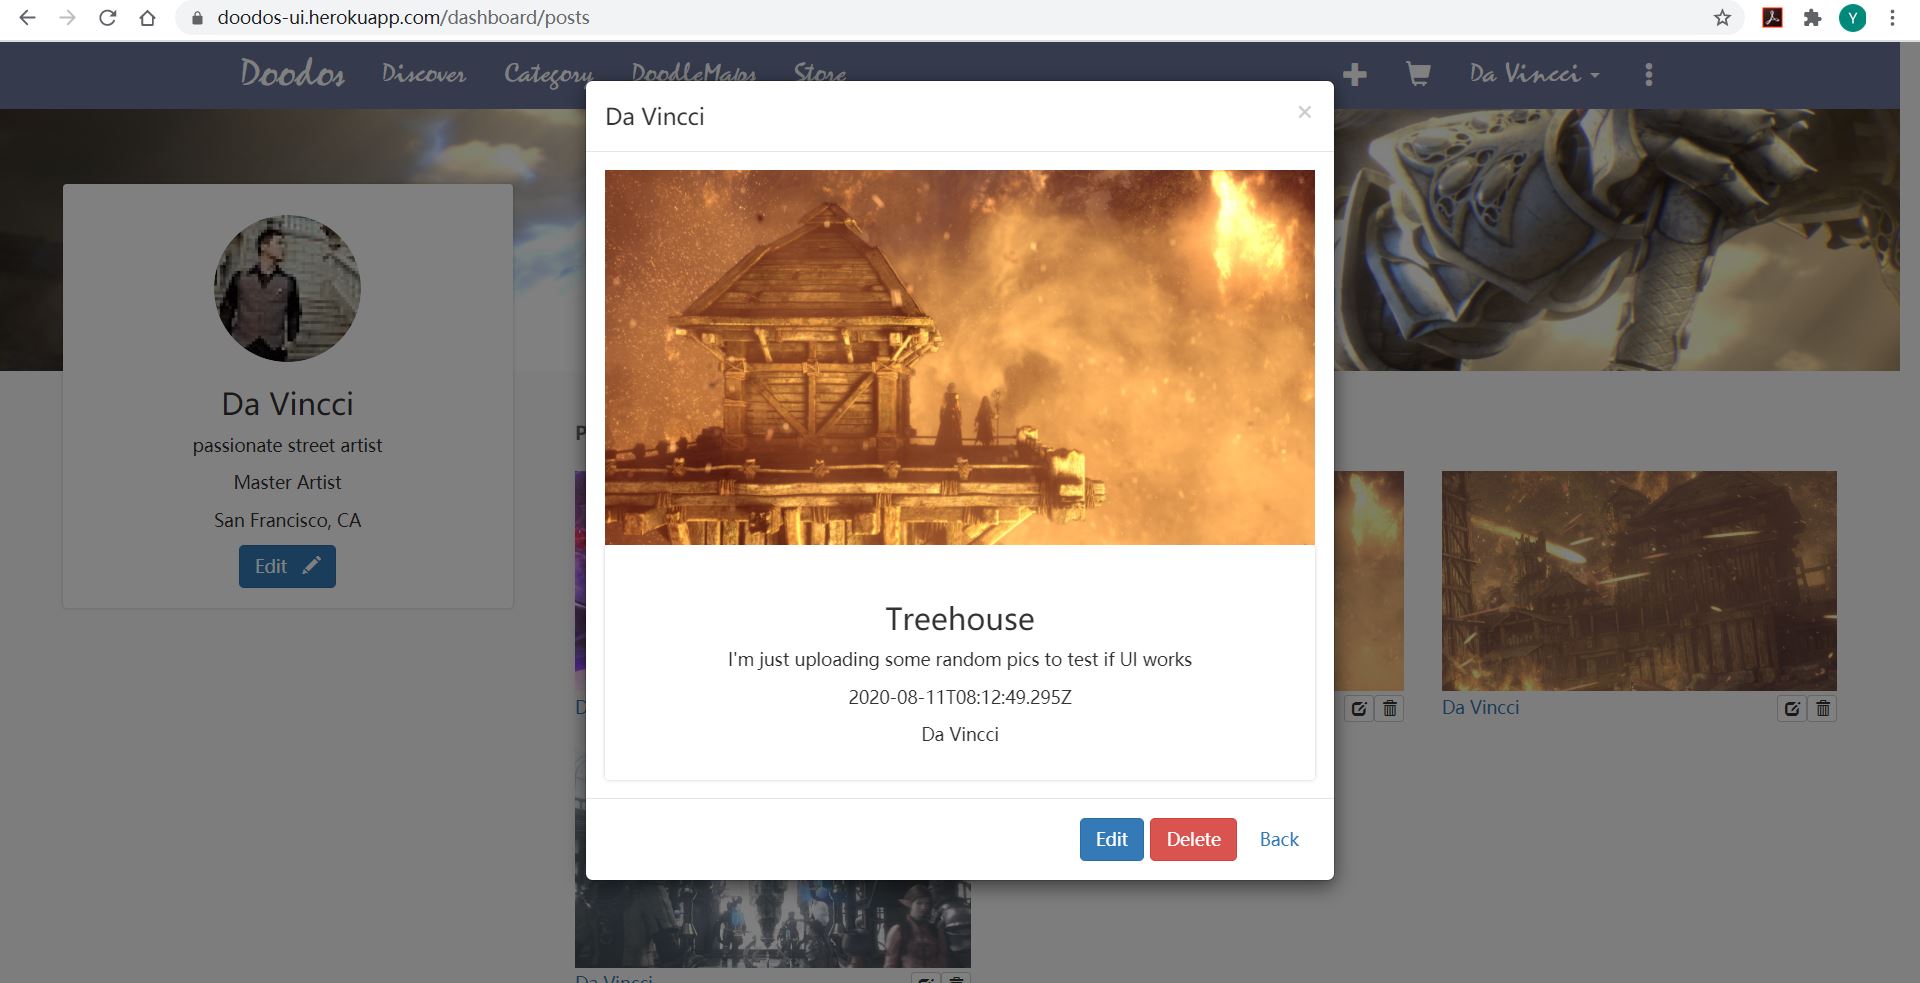 doodos-ui.herokuapp.com/dashboard/posts
Y
Doodos Discover Category DoodleMaps Store Da Vincci
Da Vincci
×
Da Vincci
passionate street artist
Master Artist
San Francisco, CA
Edit
Treehouse
I'm just uploading some random pics to test if UI works
2020-08-11T08:12:49.295Z
Da Vincci
Edit Delete Back
Da Vincci
Da Vincci